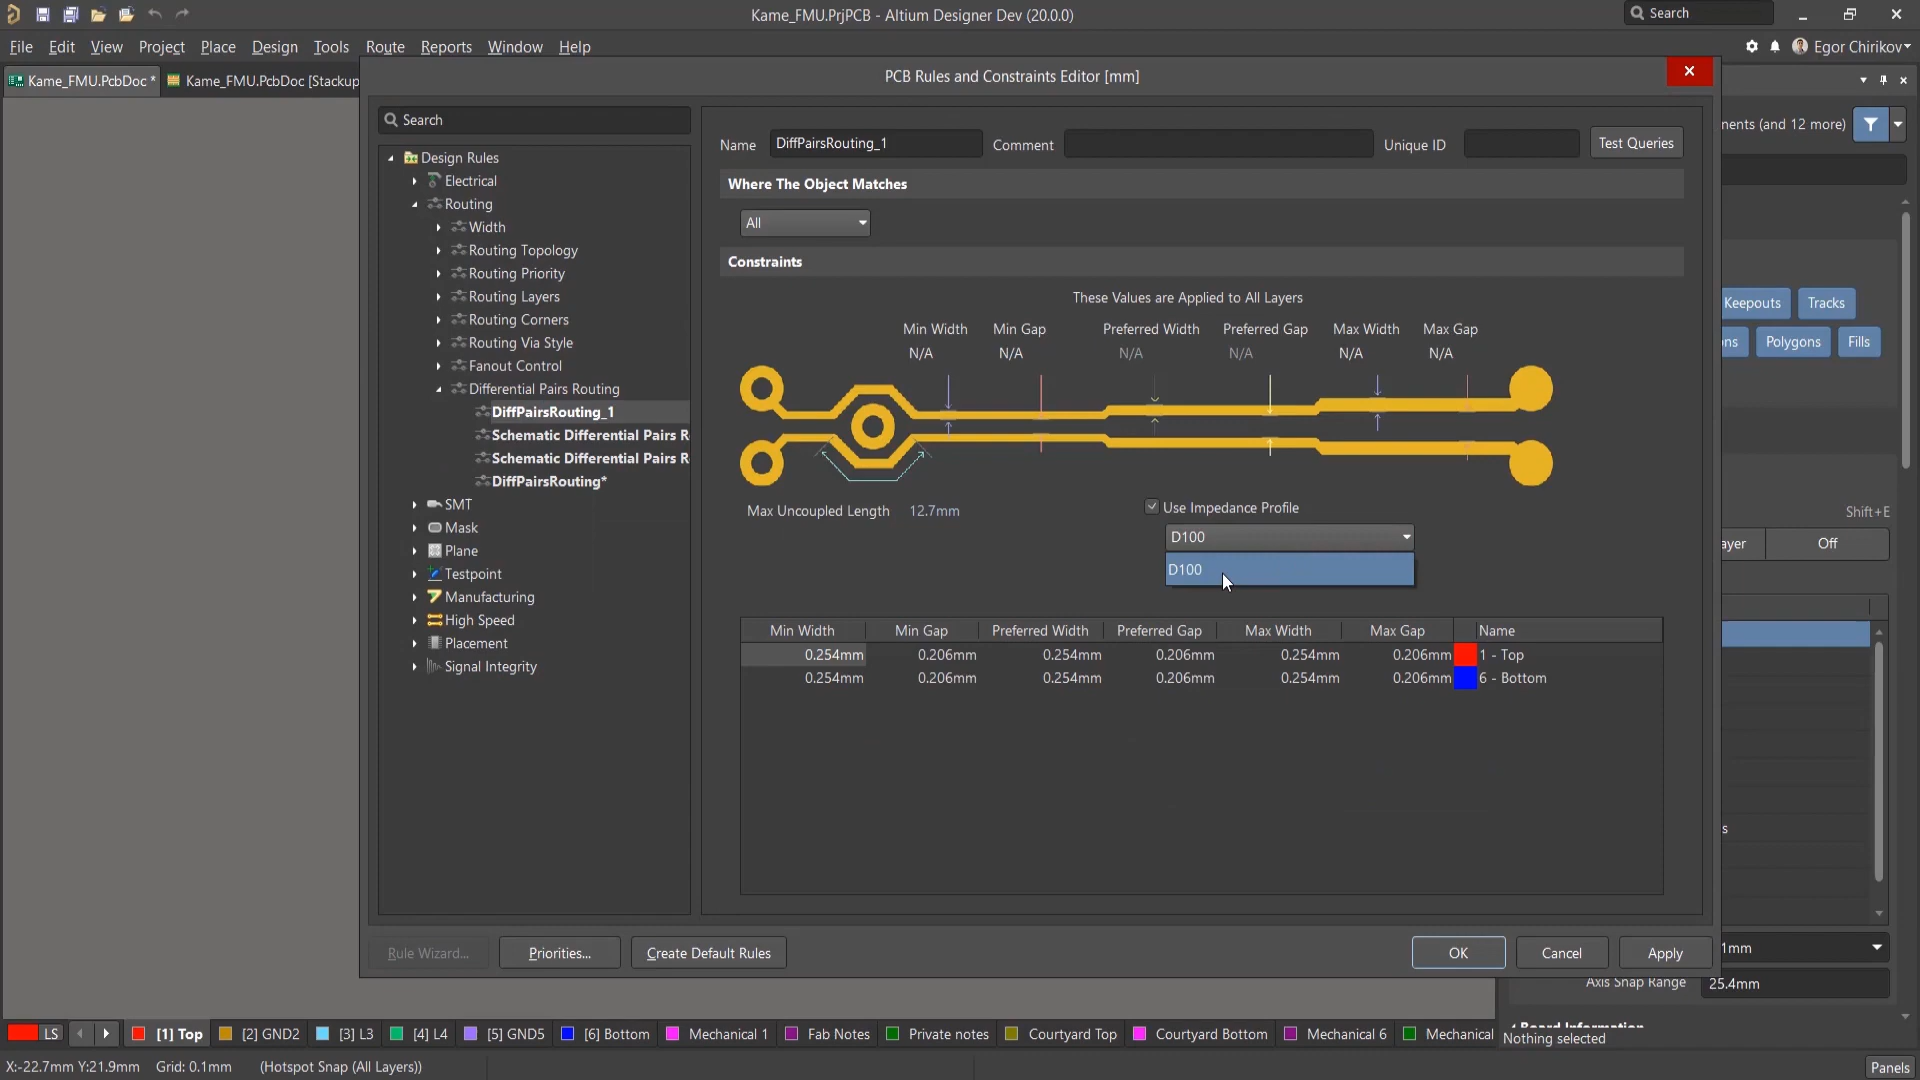 Kame_FMU.PrjPCB - Altium Designer Dev (20.0.0)
Search
File Edit View Project Place Design Tools Route Reports Window Help
Egor Chirikov
Kame_FMU.PcbDoc *
Kame_FMU.PcbDoc [Stackup
PCB Rules and Constraints Editor [mm]
Search
Design Rules
Electrical
Routing
Width
Routing Topology
Routing Priority
Routing Layers
Routing Corners
Routing Via Style
Fanout Control
Differential Pairs Routing
DiffPairsRouting_1
Schematic Differential Pairs R
Schematic Differential Pairs R
DiffPairsRouting*
SMT
Mask
Plane
Testpoint
Manufacturing
High Speed
Placement
Signal Integrity
Name DiffPairsRouting_1 Comment Unique ID Test Queries
Where The Object Matches
All
Constraints
These Values are Applied to All Layers
Min Width Min Gap Preferred Width Preferred Gap Max Width Max Gap
N/A N/A N/A N/A N/A N/A
Max Uncoupled Length 12.7mm
Use Impedance Profile
D100
D100
Min Width Min Gap Preferred Width Preferred Gap Max Width Max Gap Name
0.254mm 0.206mm 0.254mm 0.206mm 0.254mm 0.206mm 1 - Top
0.254mm 0.206mm 0.254mm 0.206mm 0.254mm 0.206mm 6 - Bottom
Rule Wizard... Priorities... Create Default Rules OK Cancel Apply
nents (and 12 more)
Keepouts Tracks
ons Polygons Fills
Shift+E
ayer Off
s
1mm
Axis Snap Range 25.4mm
Board Information
Nothing selected
LS [1] Top [2] GND2 [3] L3 [4] L4 [5] GND5 [6] Bottom Mechanical 1 Fab Notes Private notes Courtyard Top Courtyard Bottom Mechanical 6 Mechanical
X:-22.7mm Y:21.9mm Grid: 0.1mm (Hotspot Snap (All Layers))
Panels